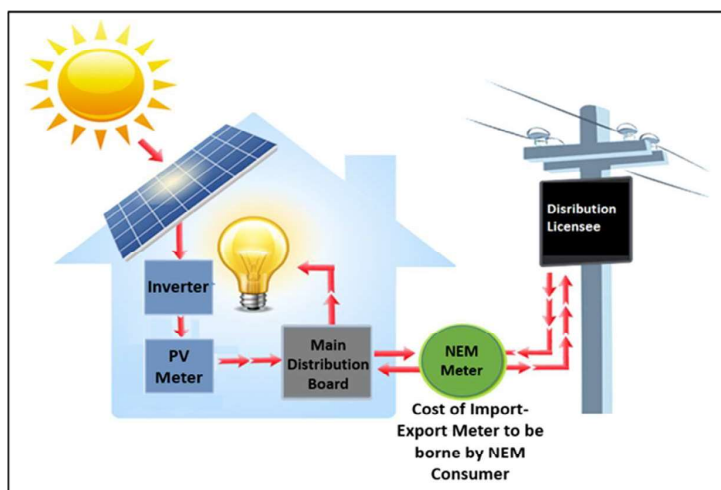 Disribution
Licensee
Inverter
PV
Meter
Main
Distribution
Board
NEM
Meter
Cost of Import-
Export Meter to be
borne by NEM
Consumer